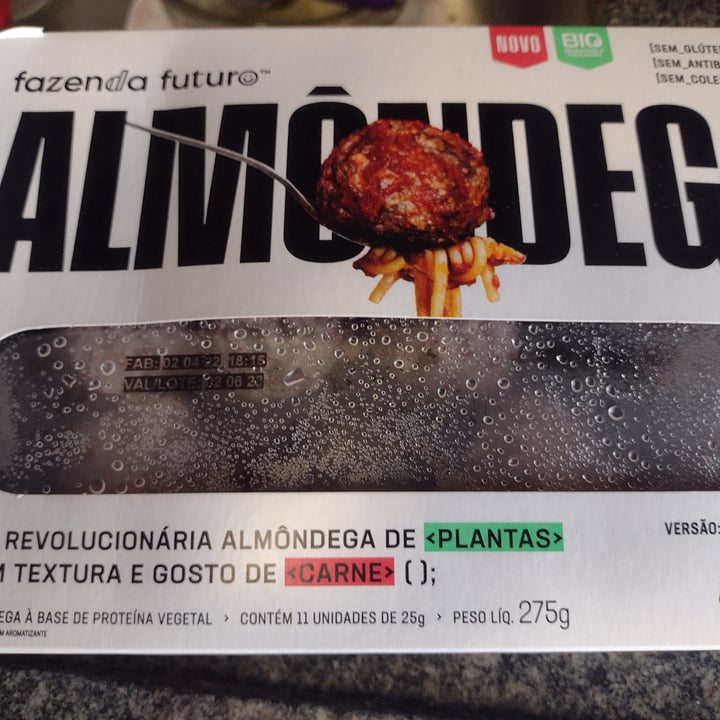 fazenda futuro™
NOVO
BIO
[SEM_GLÚTE
[SEM_ANTIB
[SEM_COLE
ALMÔNDEG
FAB: 02 04 22 18:15
VAL/LOTE: 02 06 2
REVOLUCIONÁRIA ALMÔNDEGA DE <PLANTAS>
M TEXTURA E GOSTO DE <CARNE> ();
VERSÃO:
EGA À BASE DE PROTEÍNA VEGETAL > CONTÉM 11 UNIDADES DE 25g > PESO LÍQ. 275g
M AROMATIZANTE